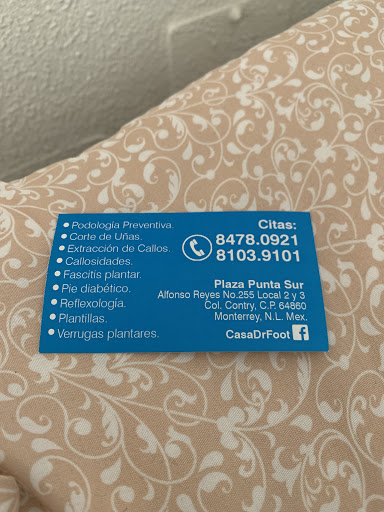 • Podología Preventiva.
• Corte de Uñas.
• Extracción de Callos.
• Callosidades.
• Fascitis plantar.
• Pie diabético.
• Reflexología.
• Plantillas.
• Verrugas plantares.
Citas:
8478.0921
8103.9101
Plaza Punta Sur
Alfonso Reyes No.255 Local 2 y 3
Col. Contry, C.P. 64860
Monterrey, N.L. Mex.
CasaDrFoot f